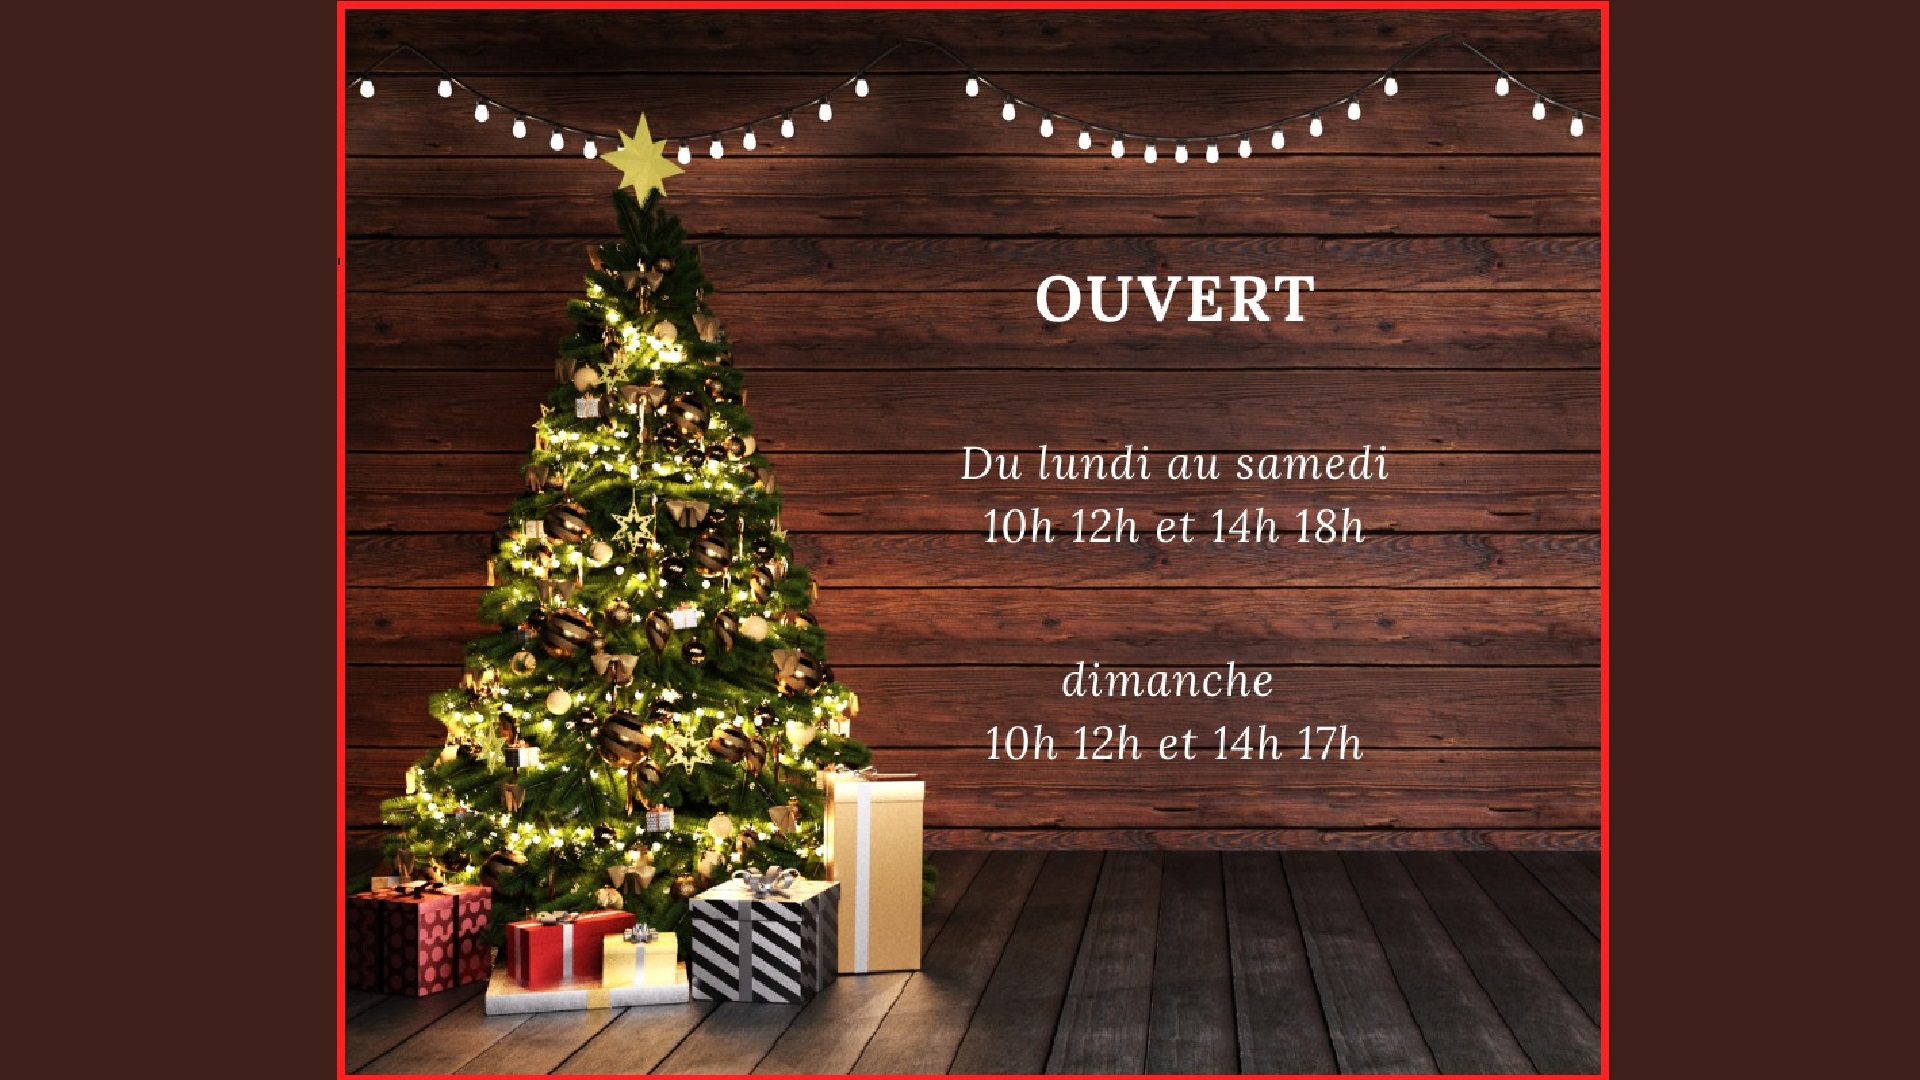 OUVERT
Du lundi au samedi
10h 12h et 14h 18h
dimanche
10h 12h et 14h 17h